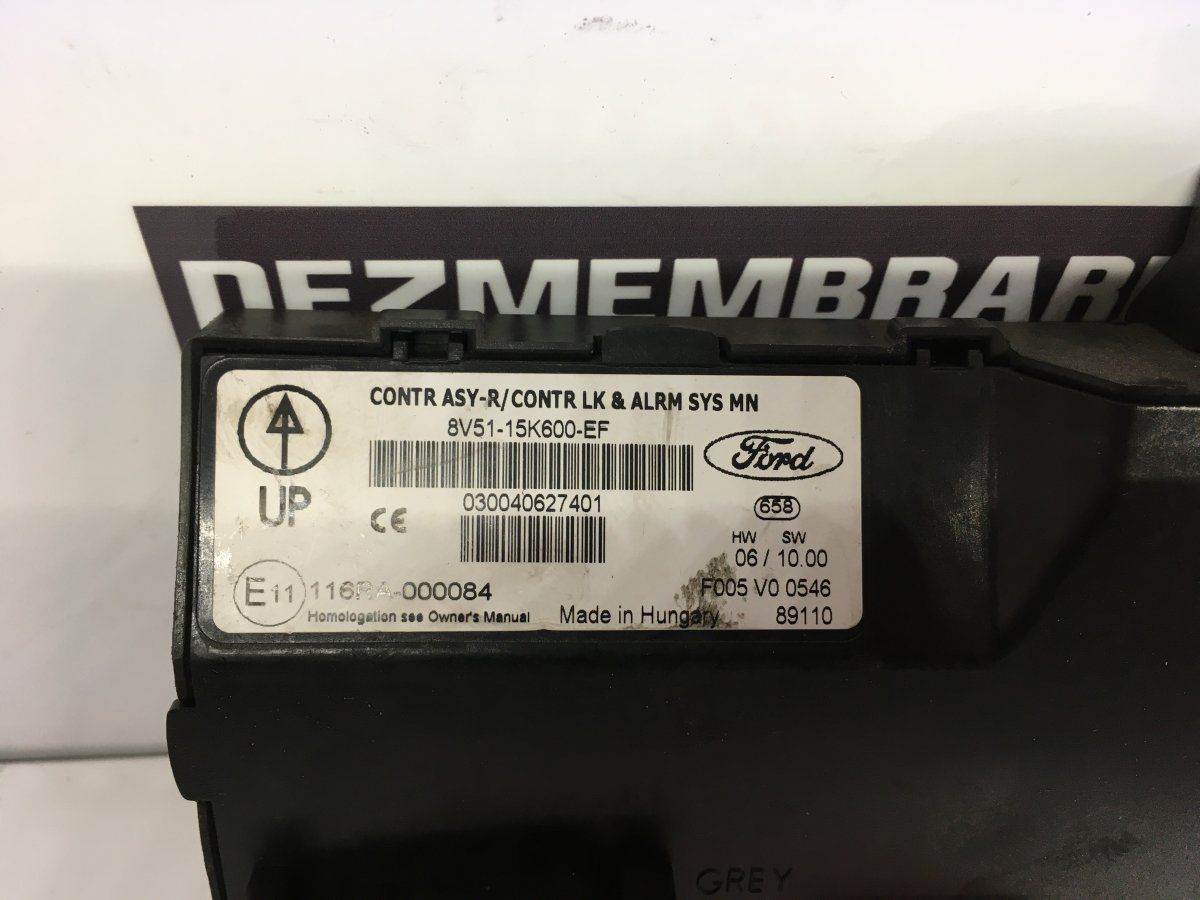 DEZMEMBRARI
CONTR ASY-R/CONTR LK & ALRM SYS MN
8V51-15K600-EF
Ford
UP
030040627401
CE
658
HW SW
06 / 10.00
E11 116RA-000084
F005 V0 0546
Homologation see Owner's Manual
Made in Hungary
89110
GREY